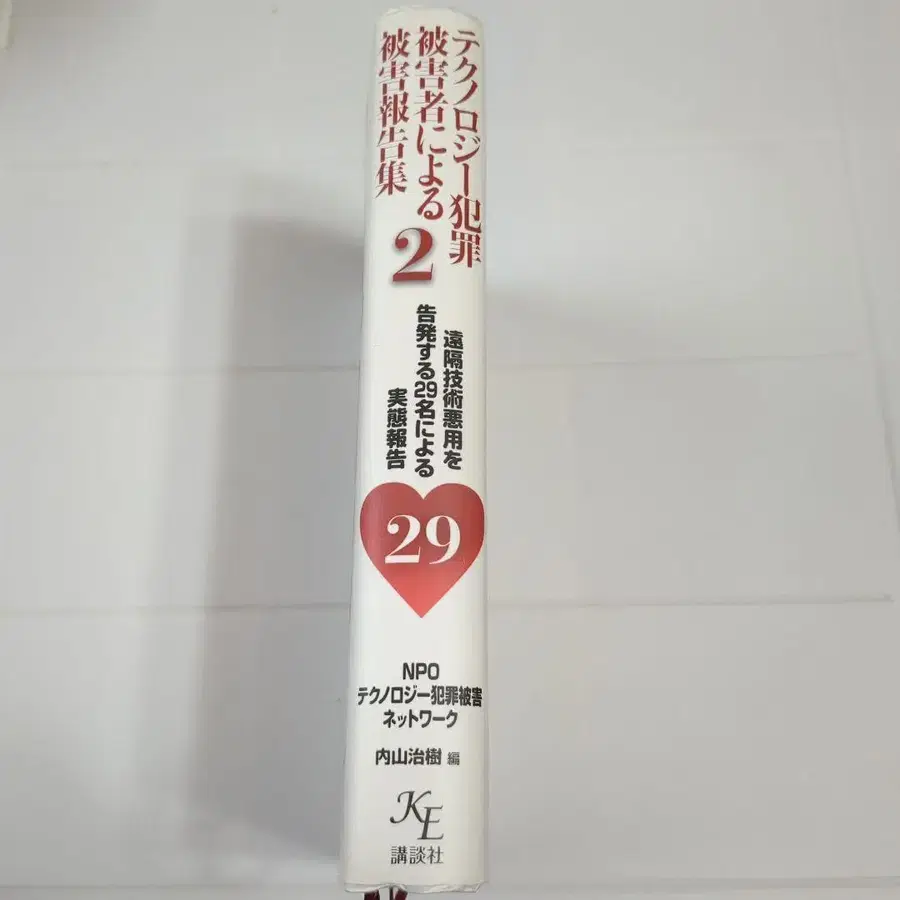 テクノロジー犯罪
被害者による
被害報告集
2
遠隔技術悪用を
告発する29名による
実態報告
29
NPO
テクノロジー犯罪被害
ネットワーク
内山治樹 編
KE
講談社